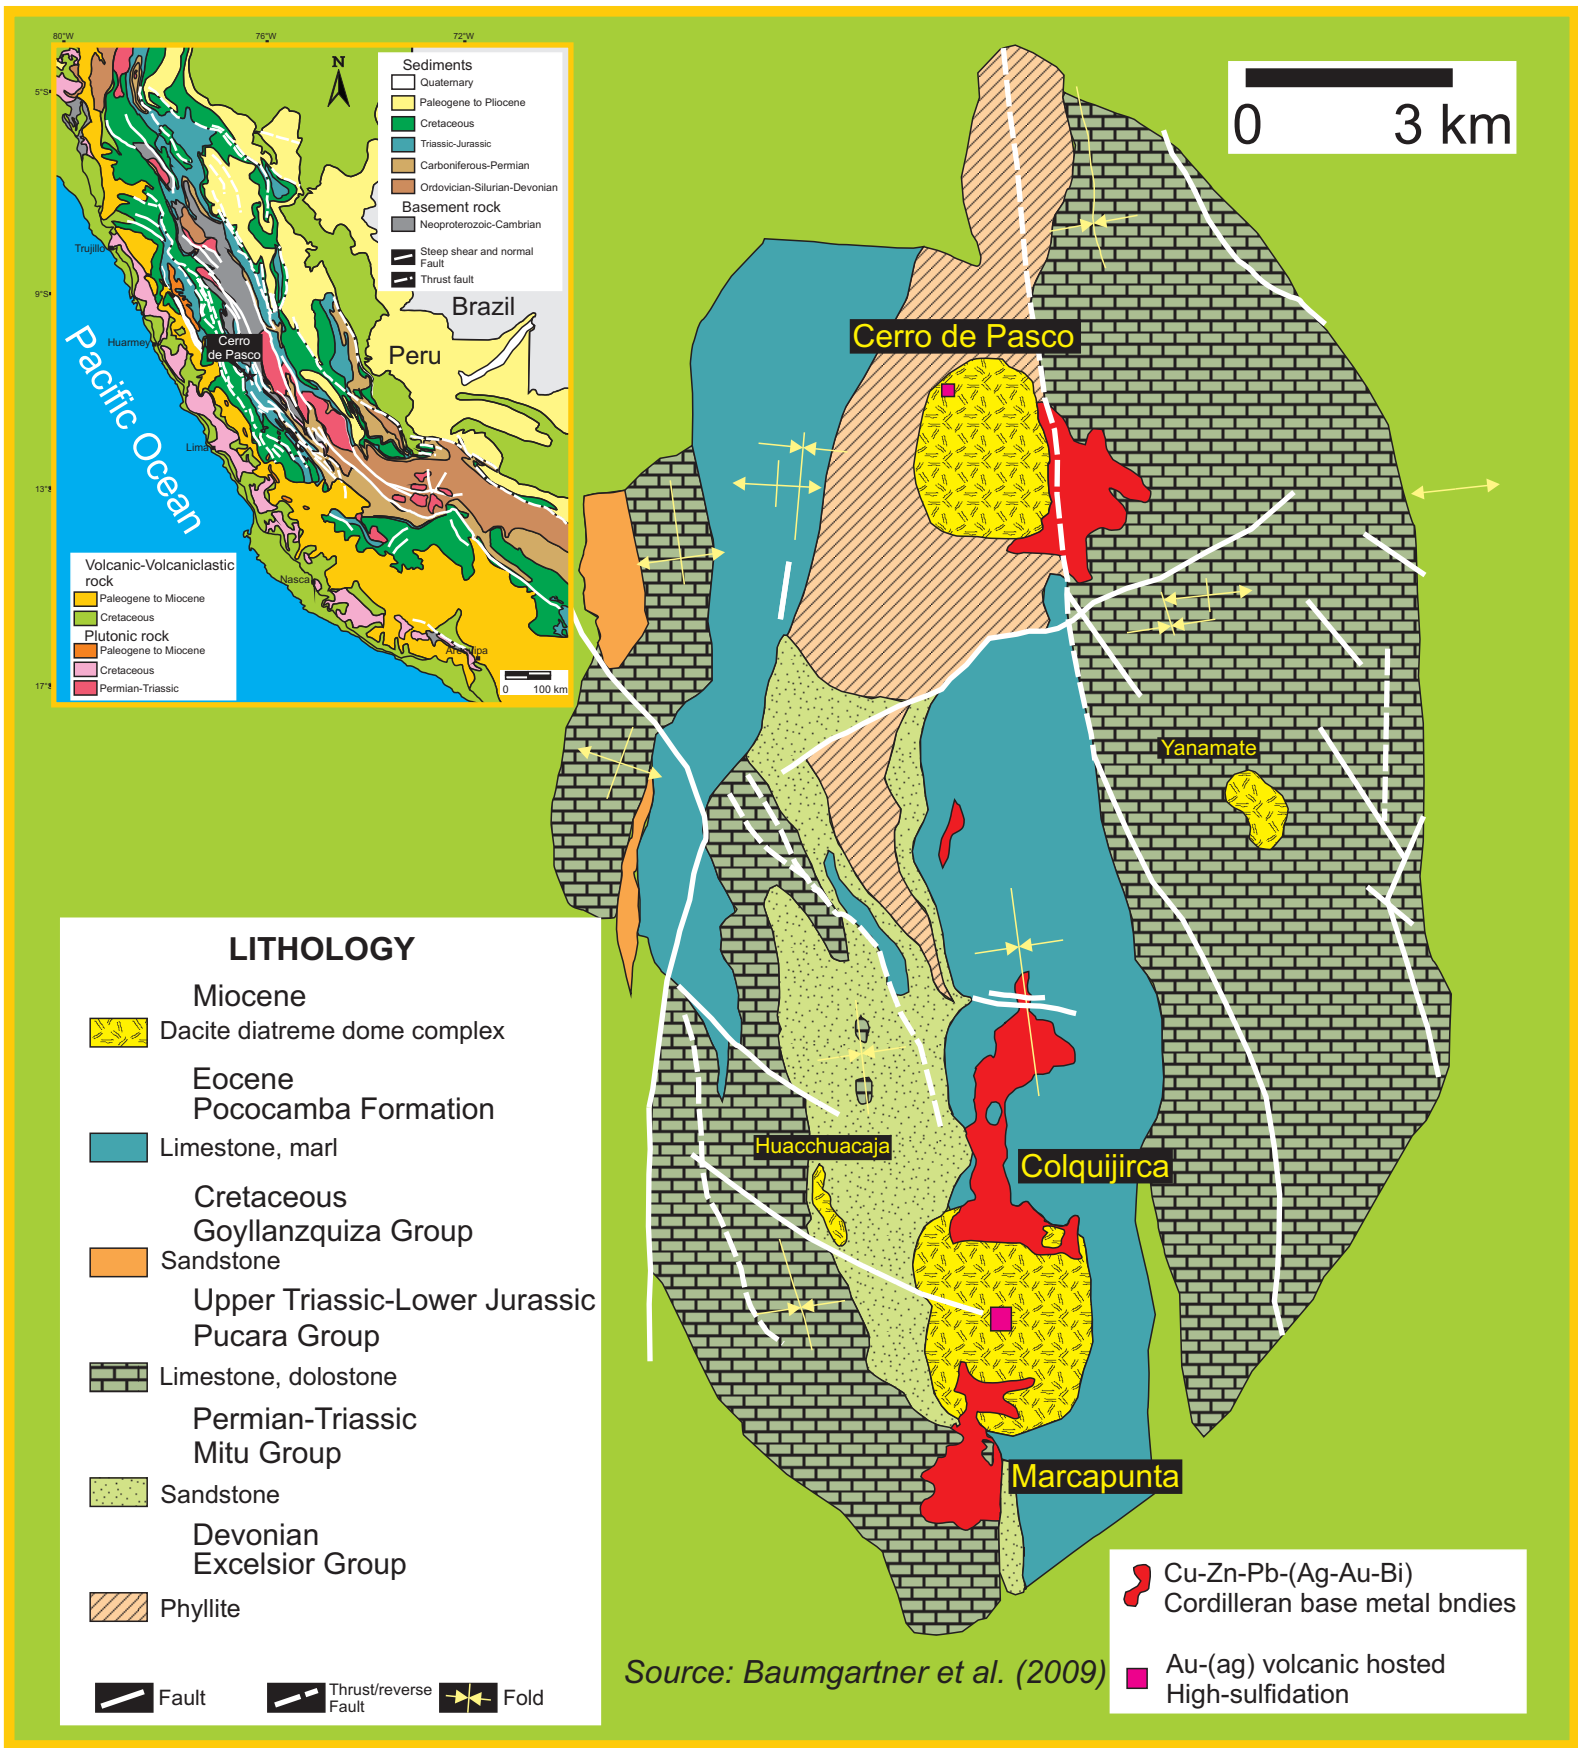 80°W
76°W
72°W
5°S
9°S
13°S
17°S
N
Sediments
Quaternary
Paleogene to Pliocene
Cretaceous
Triassic-Jurassic
Carboniferous-Permian
Ordovician-Silurian-Devonian
Basement rock
Neoproterozoic-Cambrian
Steep shear and normal
Fault
Thrust fault
Brazil
Peru
Trujillo
Huarmey
Cerro
de Pasco
Lima
Nasca
Arequipa
Pacific Ocean
Volcanic-Volcaniclastic
rock
Paleogene to Miocene
Cretaceous
Plutonic rock
Paleogene to Miocene
Cretaceous
Permian-Triassic
0 100 km
0 3 km
Cerro de Pasco
Yanamate
Huacchuacaja
Colquijirca
Marcapunta
LITHOLOGY
Miocene
Dacite diatreme dome complex
Eocene
Pococamba Formation
Limestone, marl
Cretaceous
Goyllanzquiza Group
Sandstone
Upper Triassic-Lower Jurassic
Pucara Group
Limestone, dolostone
Permian-Triassic
Mitu Group
Sandstone
Devonian
Excelsior Group
Phyllite
Fault
Thrust/reverse
Fault
Fold
Source: Baumgartner et al. (2009)
Cu-Zn-Pb-(Ag-Au-Bi)
Cordilleran base metal bndies
Au-(ag) volcanic hosted
High-sulfidation